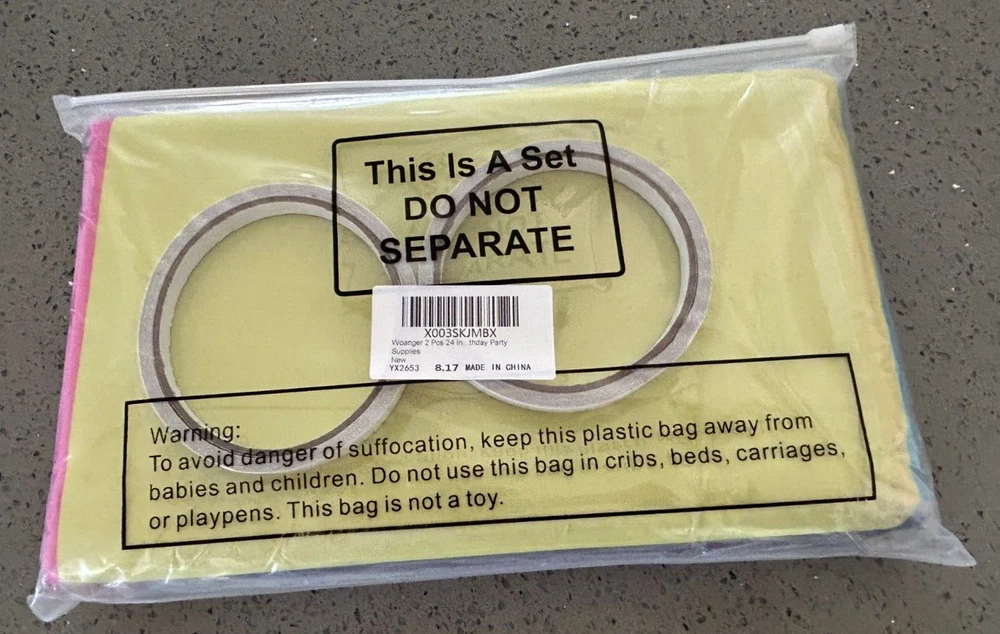 This Is A Set
DO NOT
SEPARATE
X003SKJMBX
Woanger 2 Pcs 24 In...thday Party
Supplies
New
YX2653 8.17 MADE IN CHINA
Warning:
To avoid danger of suffocation, keep this plastic bag away from
babies and children. Do not use this bag in cribs, beds, carriages,
or playpens. This bag is not a toy.